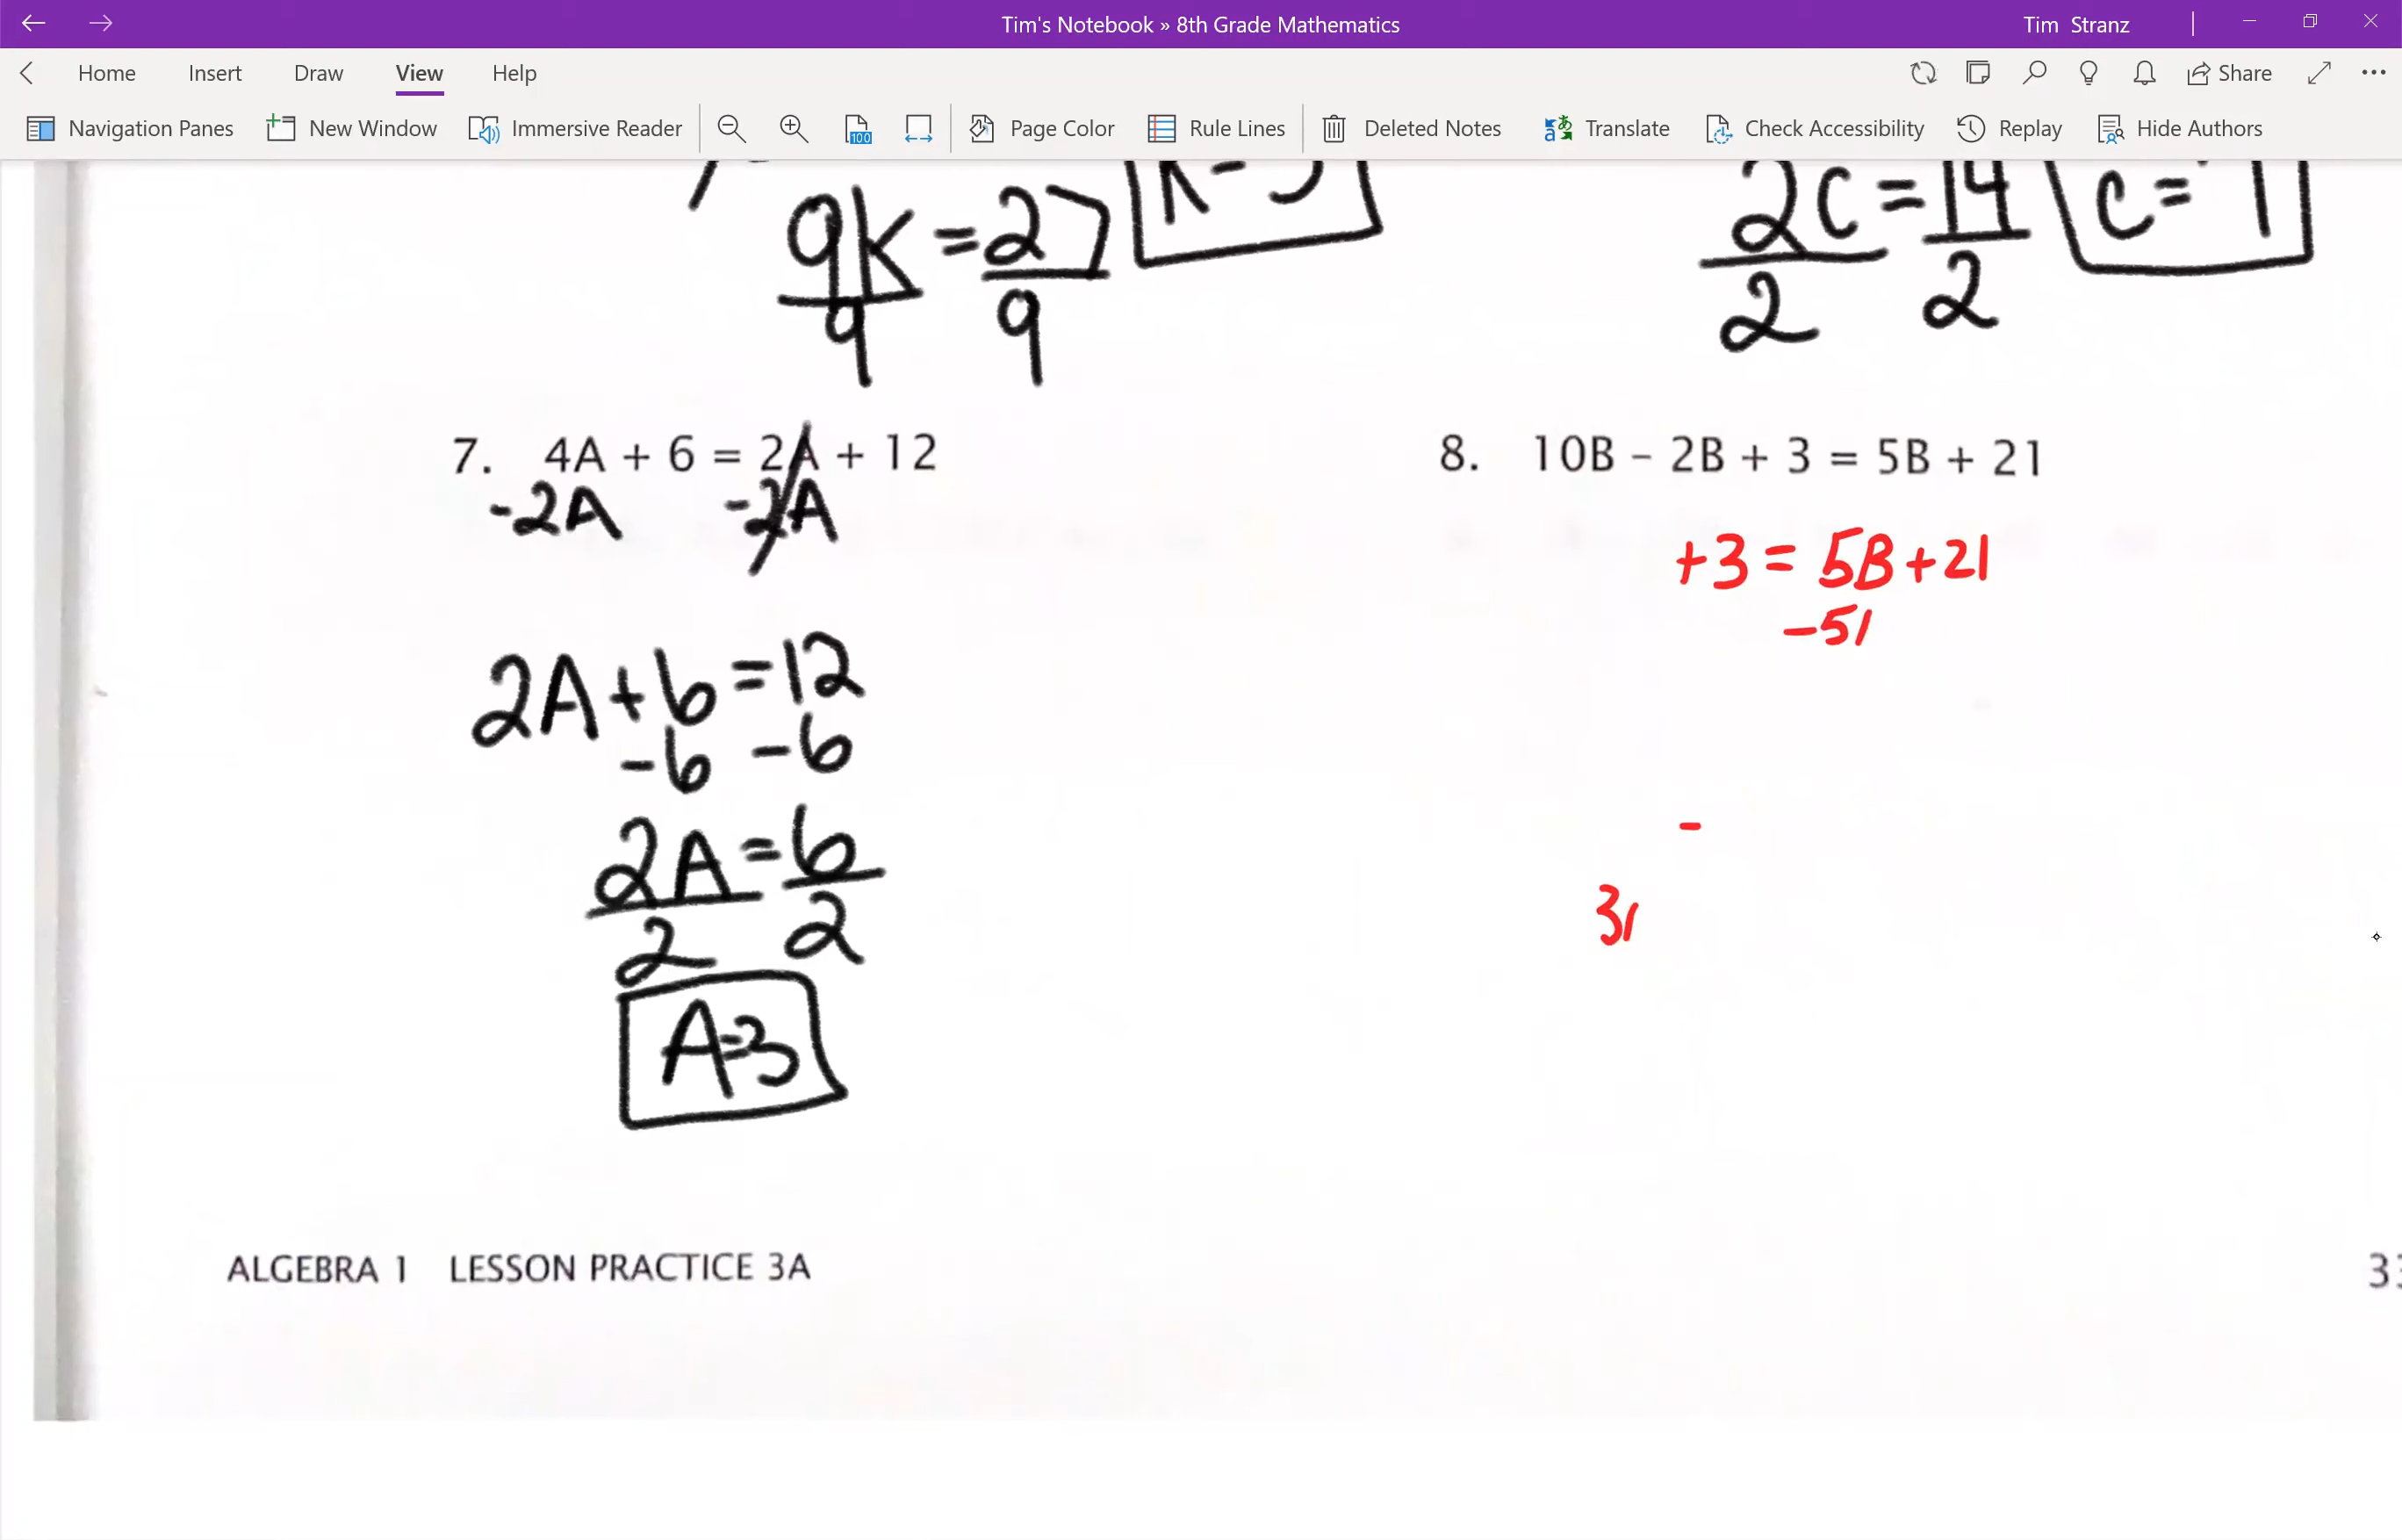 Tim's Notebook » 8th Grade Mathematics
Tim Stranz
Home Insert Draw View Help
Share
Navigation Panes New Window Immersive Reader 100 Page Color Rule Lines Deleted Notes Translate Check Accessibility Replay Hide Authors
9K = 27
9 9
2C = 14
2 2
C =
7. 4A + 6 = 2A + 12
-2A -2A
2A + 6 = 12
-6 -6
2A = 6
2 2
A=3
8. 10B – 2B + 3 = 5B + 21
+3 = 5B + 21
-5
-
3
ALGEBRA 1 LESSON PRACTICE 3A